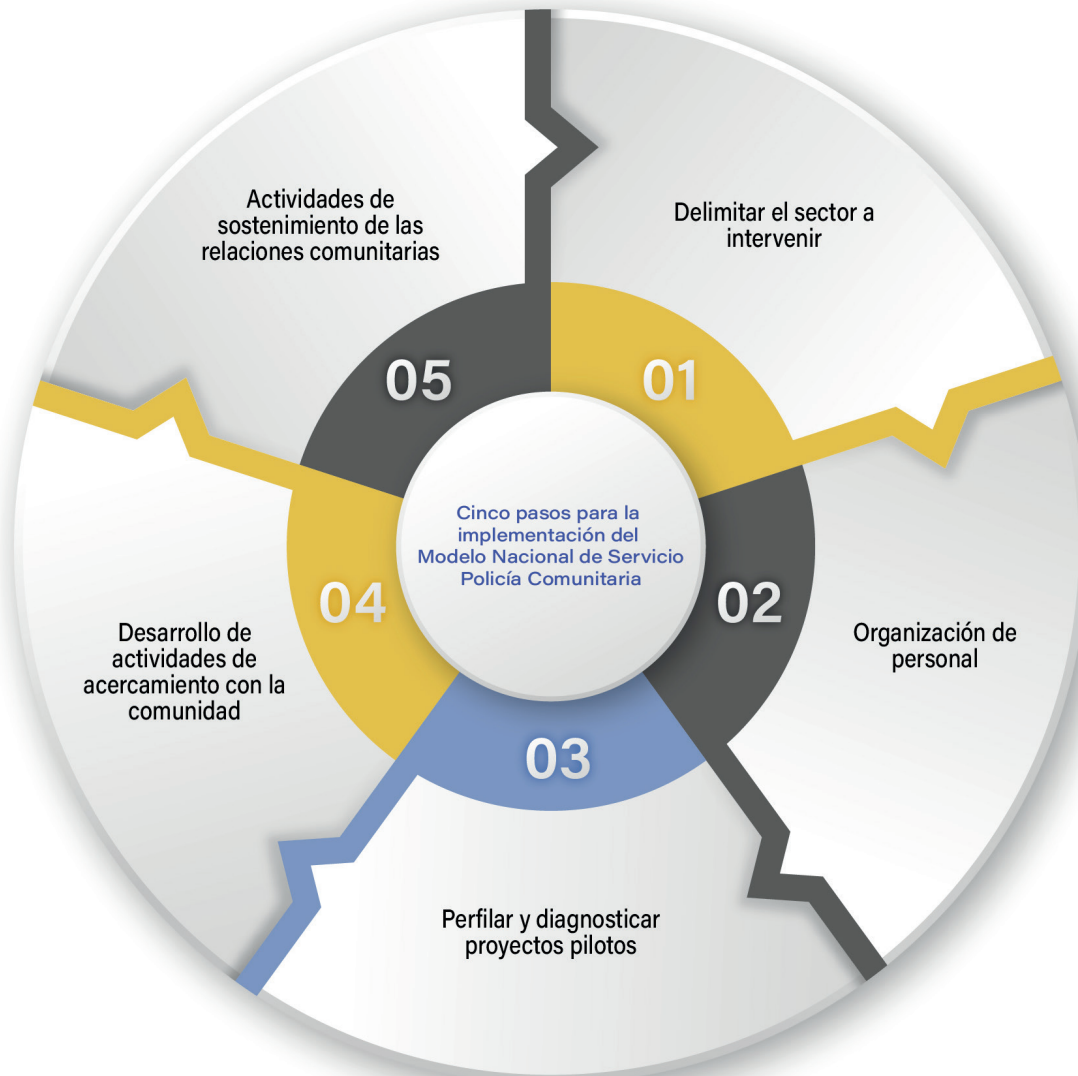 Cinco pasos para la
implementación del
Modelo Nacional de Servicio
Policía Comunitaria
01
Delimitar el sector a
intervenir
02
Organización de
personal
03
Perfilar y diagnosticar
proyectos pilotos
04
Desarrollo de
actividades de
acercamiento con la
comunidad
05
Actividades de
sostenimiento de las
relaciones comunitarias